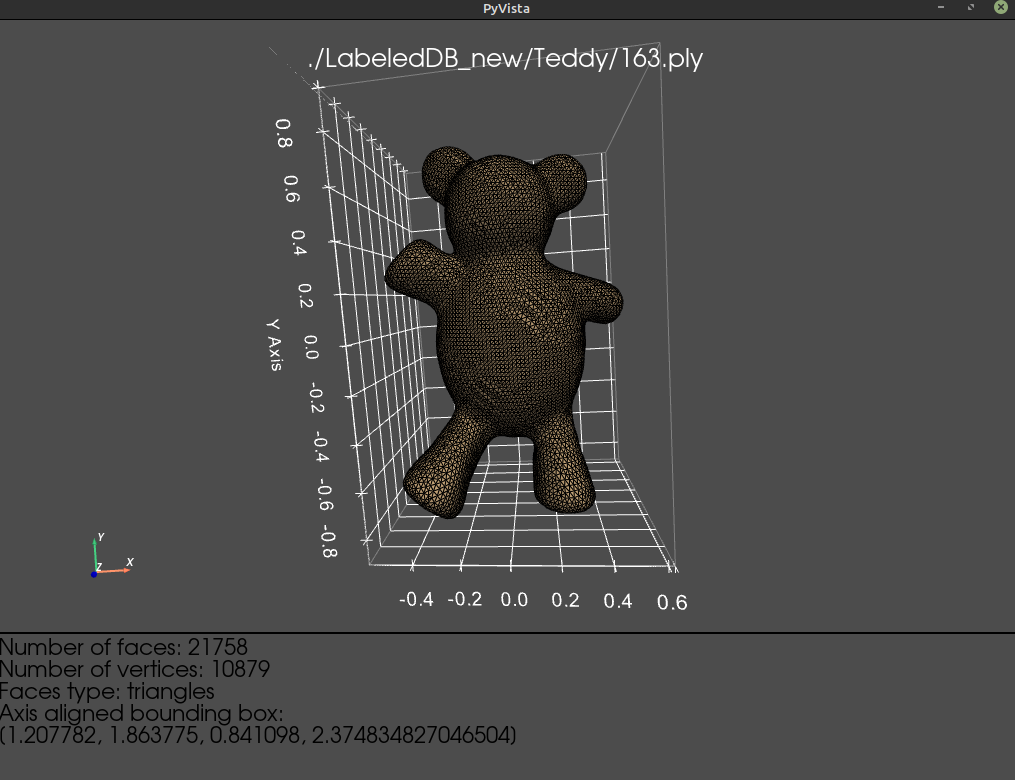 PyVista
./LabeledDB_new/Teddy/163.ply
0.8
0.6
0.4
0.2
0.0
-0.2
-0.4
-0.6
-0.8
Y Axis
-0.4 -0.2 0.0 0.2 0.4 0.6
Y
Z
X
Number of faces: 21758
Number of vertices: 10879
Faces type: triangles
Axis aligned bounding box:
(1.207782, 1.863775, 0.841098, 2.374834827046504)